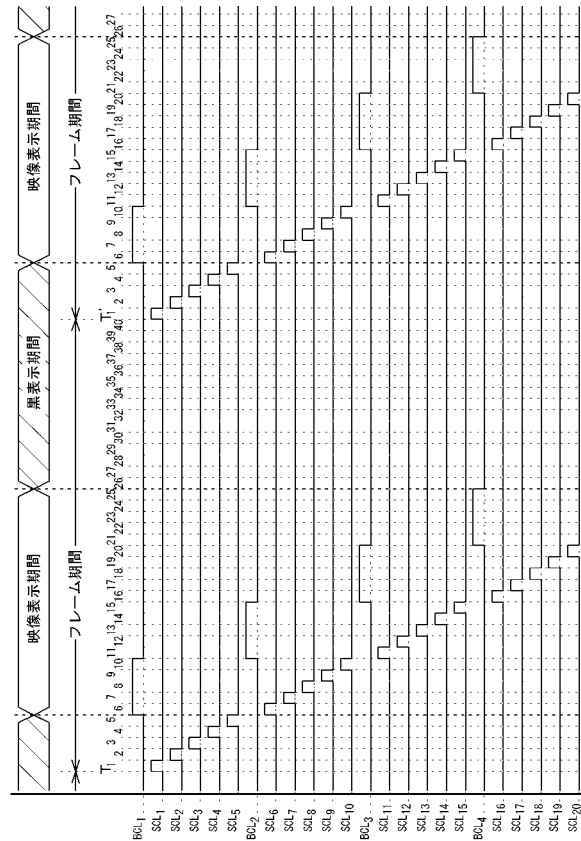 映像表示期間 黒表示期間 映像表示期間
フレーム期間 フレーム期間
T1 2 3 4 5 6 7 8 9 10 11 12 13 14 15 16 17 18 19 20 21 22 23 24 25 26 27 28 29 30 31 32 33 34 35 36 37 38 39 40 T1' 2 3 4 5 6 7 8 9 10 11 12 13 14 15 16 17 18 19 20 21 22 23 24 25 26 27
BCL1
SCL1
SCL2
SCL3
SCL4
SCL5
BCL2
SCL6
SCL7
SCL8
SCL9
SCL10
BCL3
SCL11
SCL12
SCL13
SCL14
SCL15
BCL4
SCL16
SCL17
SCL18
SCL19
SCL20